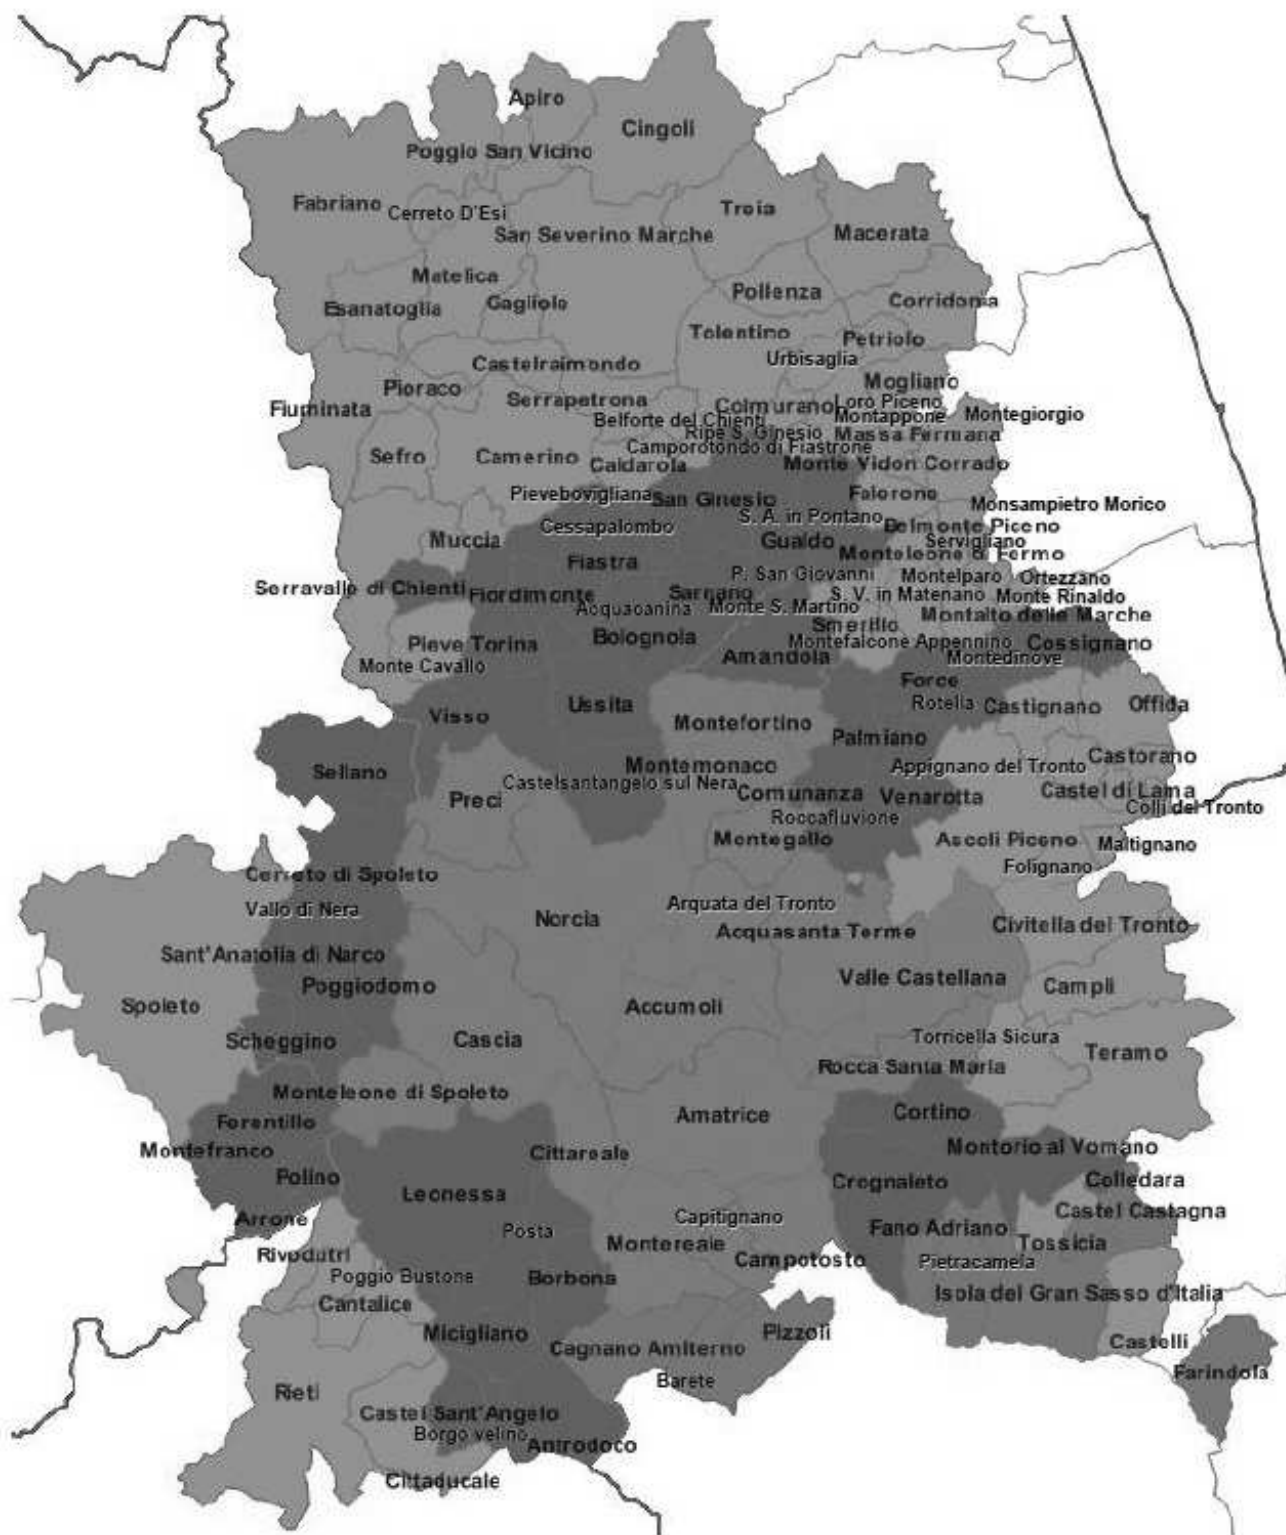 Apiro
Cingoli
Poggio San Vicino
Fabriano
Cerreto D'Esi
Treia
San Severino Marche
Macerata
Matelica
Pollenza
Esanatoglia
Gagliole
Corridonia
Tolentino
Petriolo
Urbisaglia
Castelraimondo
Pioraco
Mogliano
Fiuminata
Serrapetrona
Colmurano
Loro Piceno
Montappone
Montegiorgio
Belforte del Chienti
Ripe S. Ginesio
Massa Fermana
Camporotondo di Fiastrone
Sefro
Camerino
Caldarola
Monte Vidon Corrado
Pievebovigliana
San Ginesio
Falerone
Monsampietro Morico
Cessapalombo
S. A. in Pontano
Belmonte Piceno
Muccia
Gualdo
Servigliano
Monteleone di Fermo
Fiastra
P. San Giovanni
Montelparo
Ortezzano
Serravalle di Chienti
Fiordimonte
Sarnano
S. V. in Matenano
Monte Rinaldo
Acquacanina
Monte S. Martino
Montalto delle Marche
Smerillo
Pieve Torina
Bolognola
Montefalcone Appennino
Cossignano
Monte Cavallo
Amandola
Montedinove
Force
Visso
Ussita
Rotella
Castignano
Offida
Montefortino
Palmiano
Sellano
Montemonaco
Appignano del Tronto
Castorano
Preci
Castelsantangelo sul Nera
Comunanza
Venarotta
Castel di Lama
Colli del Tronto
Roccafluvione
Montegallo
Ascoli Piceno
Maltignano
Folignano
Cerreto di Spoleto
Vallo di Nera
Norcia
Arquata del Tronto
Acquasanta Terme
Civitella del Tronto
Sant'Anatolia di Narco
Poggiodomo
Valle Castellana
Campli
Spoleto
Accumoli
Scheggino
Cascia
Torricella Sicura
Teramo
Rocca Santa Maria
Monteleone di Spoleto
Ferentillo
Amatrice
Cortino
Montefranco
Cittareale
Montorio al Vomano
Polino
Leonessa
Crognaleto
Colledara
Arrone
Posta
Capitignano
Fano Adriano
Castel Castagna
Rivodutri
Montereale
Tossicia
Poggio Bustone
Borbona
Campotosto
Pietracamela
Cantalice
Isola del Gran Sasso d'Italia
Micigliano
Cagnano Amiterno
Pizzoli
Castelli
Rieti
Barete
Farindola
Castel Sant'Angelo
Borgo velino
Antrodoco
Cittaducale